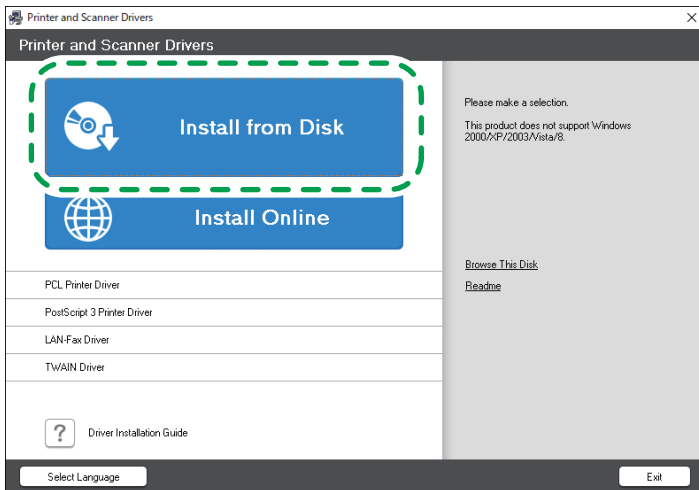 Printer and Scanner Drivers
Printer and Scanner Drivers
Install from Disk
Install Online
PCL Printer Driver
PostScript 3 Printer Driver
LAN-Fax Driver
TWAIN Driver
? Driver Installation Guide
Please make a selection.
This product does not support Windows
2000/XP/2003/Vista/8.
Browse This Disk
Readme
Select Language
Exit